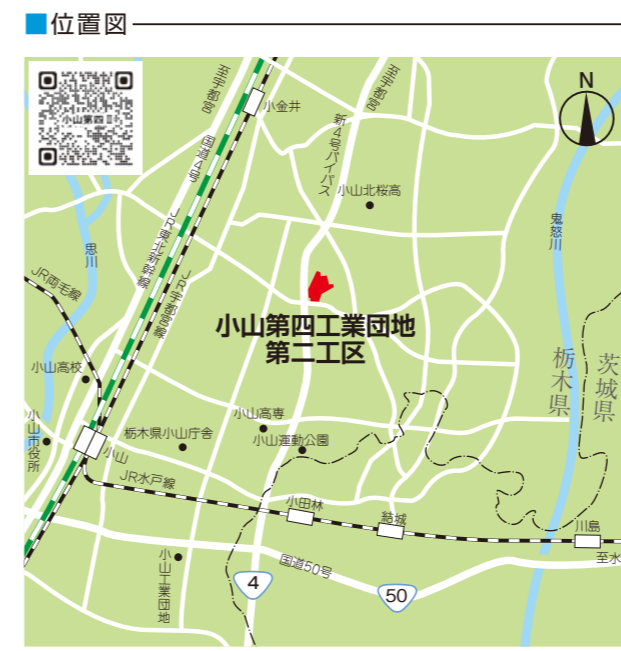 ■位置図
小山第四
至宇都宮
国道4号
小金井
至宇都宮
新4号バイパス
N
小山北桜高
思川
JR東北新幹線
JR宇都宮線
鬼怒川
JR両毛線
小山第四工業団地
第二工区
小山高校
栃木県
茨城県
小山市役所
小山高専
栃木県小山庁舎
小山運動公園
小山
JR水戸線
小田林
結城
川島
至水
国道50号
小山工業団地
4
50